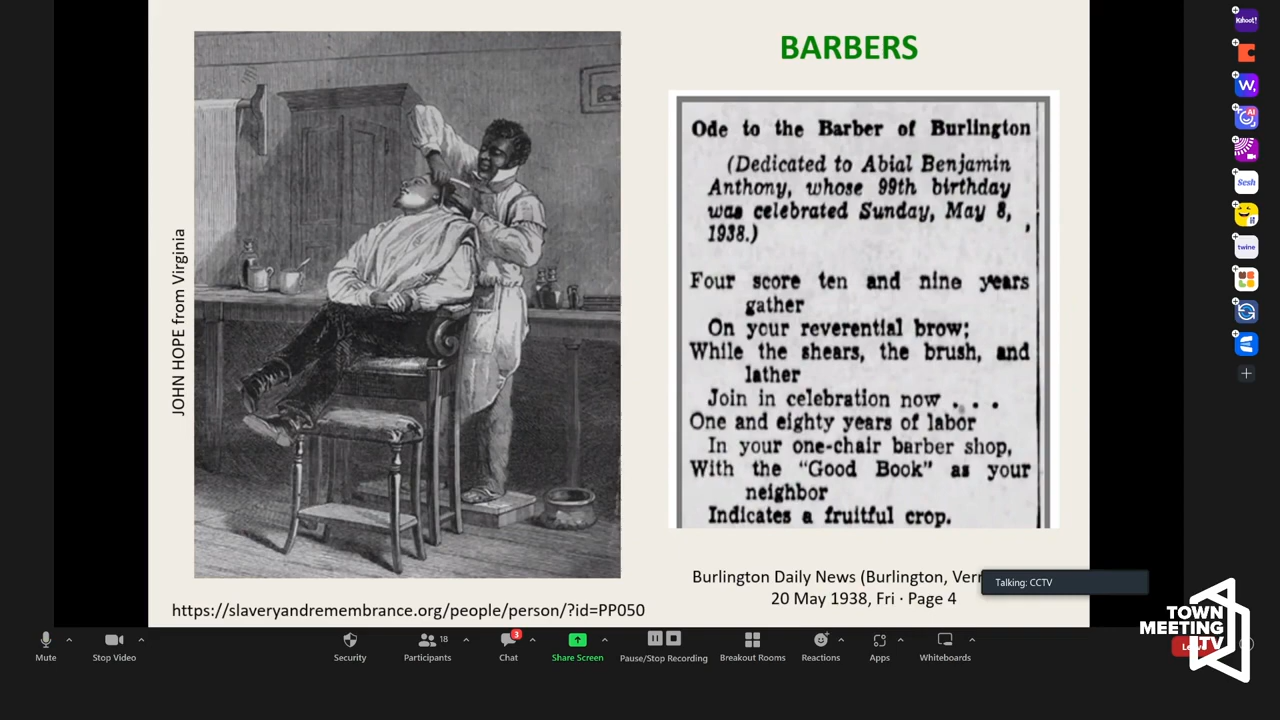 BARBERS
JOHN HOPE from Virginia
Ode to the Barber of Burlington
(Dedicated to Abial Benjamin
Anthony, whose 99th birthday
was celebrated Sunday, May 8,
1938.)
Four score ten and nine years
gather
On your reverential brow;
While the shears, the brush, and
lather
Join in celebration now . . .
One and eighty years of labor
In your one-chair barber shop,
With the "Good Book" as your
neighbor
Indicates a fruitful crop.
Burlington Daily News (Burlington,
20 May 1938, Fri · Page 4
https://slaveryandremembrance.org/people/person/?id=PP050
Talking: CCTV
Kahoot!
W
AI
Sesh
twine
TOWN
MEETING
TV
Mute
Stop Video
Security
18
Participants
3
Chat
Share Screen
Pause/Stop Recording
Breakout Rooms
Reactions
Apps
Whiteboards